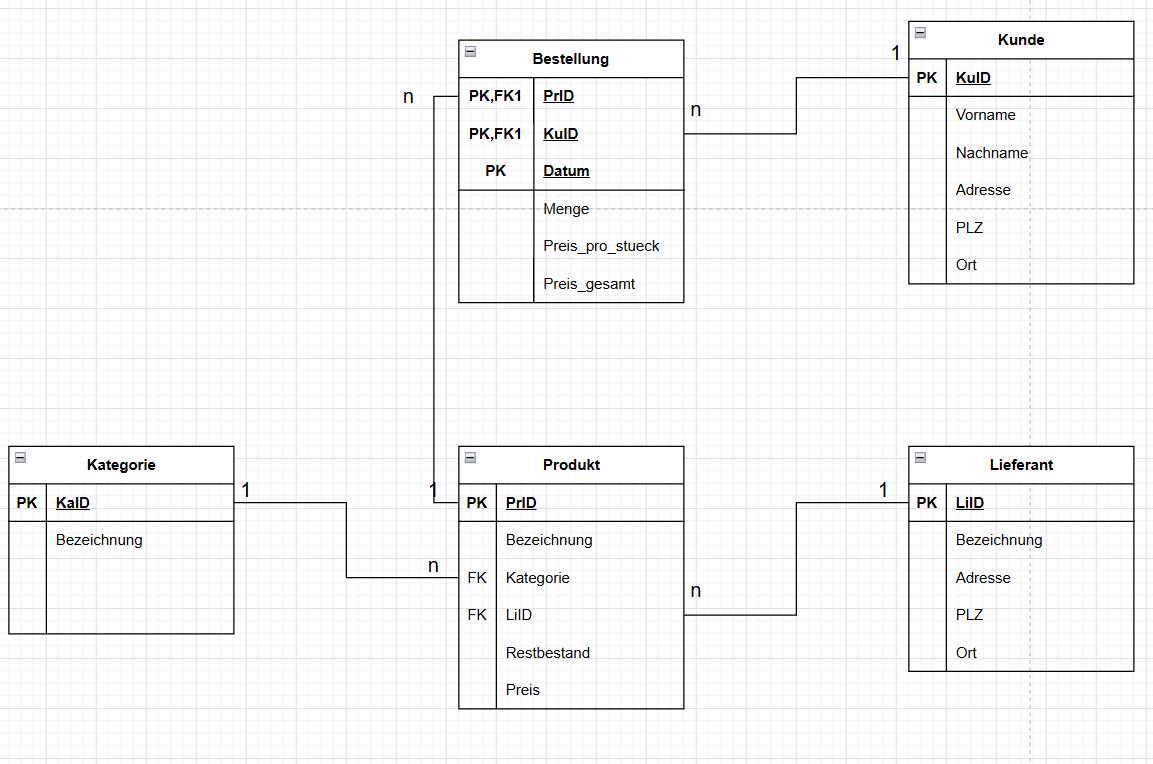 Bestellung
PK,FK1 PrID
PK,FK1 KuID
PK Datum
Menge
Preis_pro_stueck
Preis_gesamt
n
n
1
Kunde
PK KuID
Vorname
Nachname
Adresse
PLZ
Ort
Kategorie
PK KaID
Bezeichnung
1
n
1
Produkt
PK PrID
Bezeichnung
FK Kategorie
FK LiID
Restbestand
Preis
n
1
Lieferant
PK LiID
Bezeichnung
Adresse
PLZ
Ort